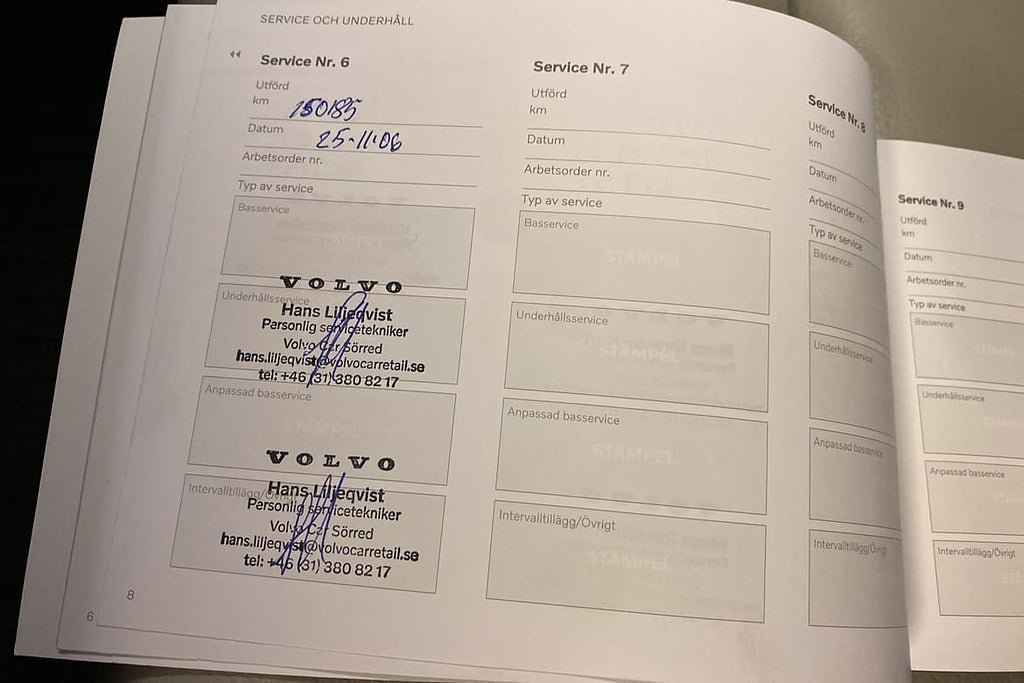 SERVICE OCH UNDERHÅLL
Service Nr. 6
Utförd
km 150185
Datum 25-11-06
Arbetsorder nr.
Typ av service
Basservice
STÄMPEL
VOLVO
Underhållsservice
Hans Liljeqvist
Personlig servicetekniker
Volvo Car Sörred
hans.liljeqvist@volvocarretail.se
tel: +46 (31) 380 82 17
Anpassad basservice
STÄMPEL
VOLVO
Intervalltillägg/Övrigt
Hans Liljeqvist
Personlig servicetekniker
Volvo Car Sörred
hans.liljeqvist@volvocarretail.se
tel: +46 (31) 380 82 17
8
6
Service Nr. 7
Utförd
km
Datum
Arbetsorder nr.
Typ av service
Basservice
STÄMPEL
Underhållsservice
STÄMPEL
Anpassad basservice
STÄMPEL
Intervalltillägg/Övrigt
STÄMPEL
Service Nr. 8
Utförd
km
Datum
Arbetsorder nr.
Typ av service
Basservice
Underhållsservice
Anpassad basservice
Intervalltillägg/Övrigt
Service Nr. 9
Utförd
km
Datum
Arbetsorder nr.
Typ av service
Basservice
Underhållsservice
Anpassad basservice
Intervalltillägg/Övrigt